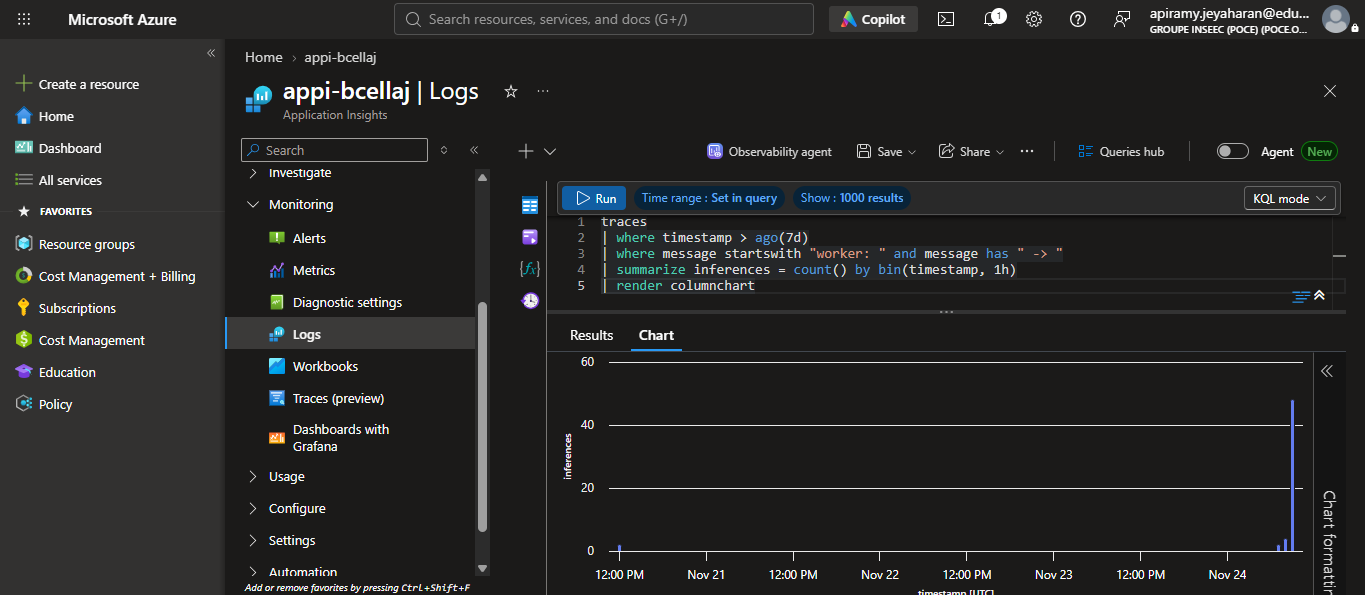 Microsoft Azure
Search resources, services, and docs (G+/)
Copilot
1
apiramy.jeyaharan@edu...
GROUPE INSEEC (POCE) (POCE.O...
Create a resource
Home
Dashboard
All services
FAVORITES
Resource groups
Cost Management + Billing
Subscriptions
Cost Management
Education
Policy
Home > appi-bcellaj
appi-bcellaj | Logs
Application Insights
Search
Investigate
Monitoring
Alerts
Metrics
Diagnostic settings
Logs
Workbooks
Traces (preview)
Dashboards with
Grafana
Usage
Configure
Settings
Automation
Add or remove favorites by pressing Ctrl+Shift+F
Observability agent
Save
Share
Queries hub
Agent New
Run
Time range : Set in query
Show : 1000 results
KQL mode
1 traces
2 | where timestamp > ago(7d)
3 | where message startswith "worker: " and message has " -> "
4 | summarize inferences = count() by bin(timestamp, 1h)
5 | render columnchart
Results Chart
60
40
20
0
inferences
12:00 PM Nov 21 12:00 PM Nov 22 12:00 PM Nov 23 12:00 PM Nov 24
timestamp [UTC]
Chart formattin